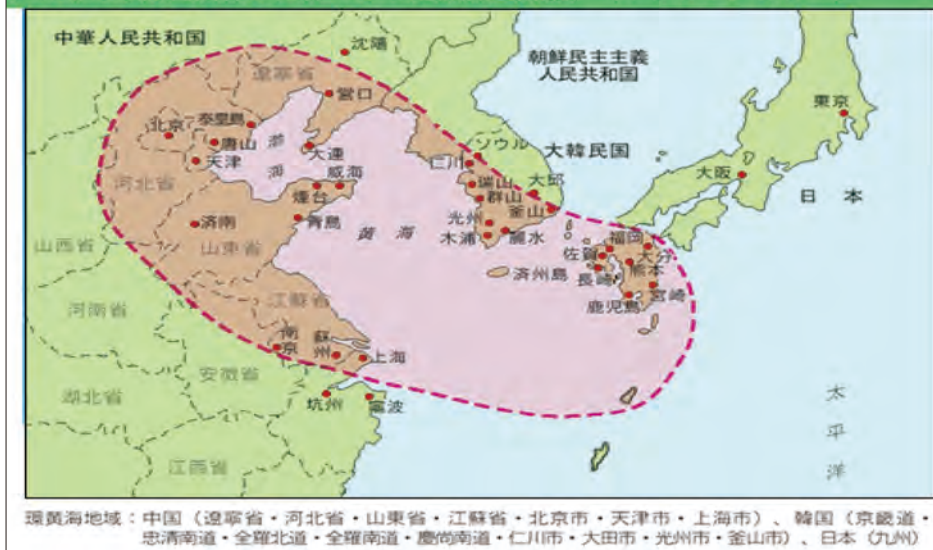 中華人民共和国
瀋陽
朝鮮民主主義
人民共和国
遼寧省
営口
東京
北京
秦皇島
唐山
渤
海
大連
ソウル
大韓民国
仁川
天津
威海
瑞山
大邱
大阪
河北省
群山
日本
煙台
釜山
済南
青島
黄海
光州
福岡
山西省
山東省
木浦
麗水
佐賀
大分
済州島
熊本
長崎
宮崎
江蘇省
鹿児島
河南省
南
京
蘇
州
上海
安徽省
湖北省
杭州
寧波
太
平
洋
江西省
環黄海地域：中国（遼寧省・河北省・山東省・江蘇省・北京市・天津市・上海市）、韓国（京畿道・
忠清南道・全羅北道・全羅南道・慶尚南道・仁川市・大田市・光州市・釜山市）、日本（九州）